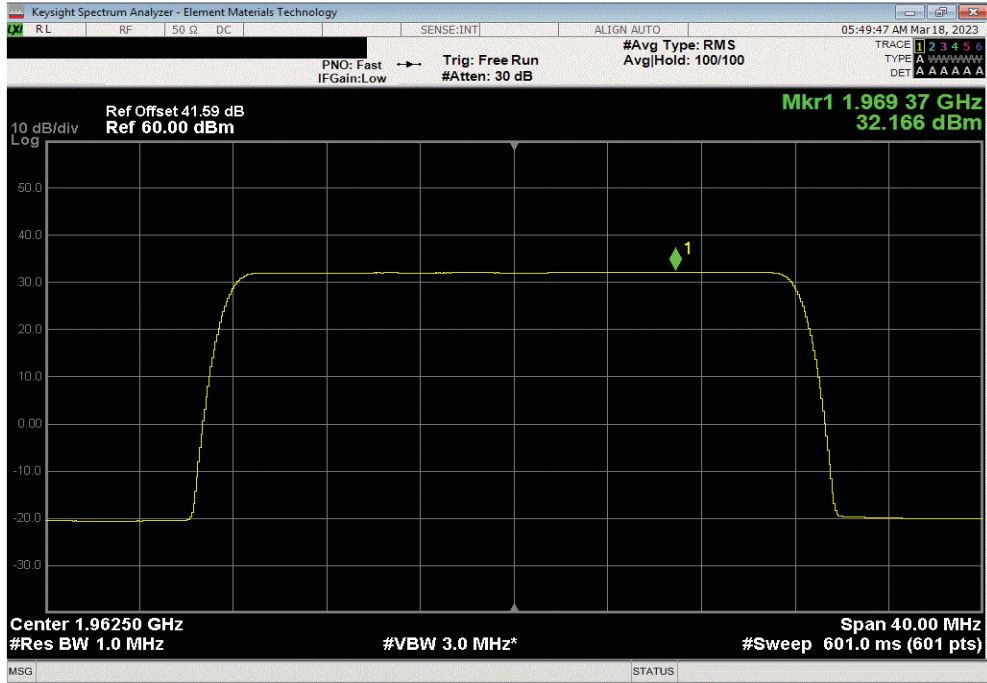 Keysight Spectrum Analyzer - Element Materials Technology
LXI RL RF 50 Ω DC SENSE:INT ALIGN AUTO 05:49:47 AM Mar 18, 2023
#Avg Type: RMS TRACE 1 2 3 4 5 6
PNO: Fast Trig: Free Run Avg|Hold: 100/100 TYPE A WWWWW
IFGain:Low #Atten: 30 dB DET A A A A A A
Mkr1 1.969 37 GHz
Ref Offset 41.59 dB
10 dB/div Ref 60.00 dBm 32.166 dBm
Log
1
50.0
40.0
30.0
20.0
10.0
0.00
-10.0
-20.0
-30.0
Center 1.96250 GHz Span 40.00 MHz
#Res BW 1.0 MHz #VBW 3.0 MHz* #Sweep 601.0 ms (601 pts)
MSG STATUS